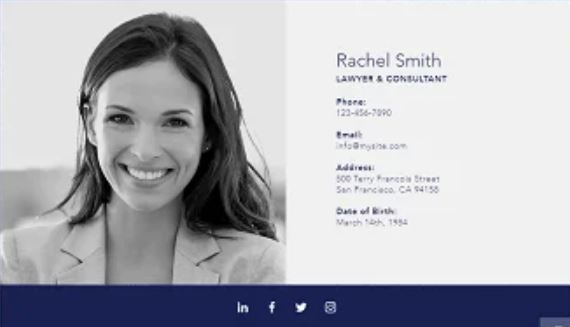 Rachel Smith
LAWYER & CONSULTANT
Phone:
123-456-7890
Email:
info@mysite.com
Address:
500 Terry Francois Street
San Francisco, CA 94158
Date of Birth:
March 14th, 1984
in
f